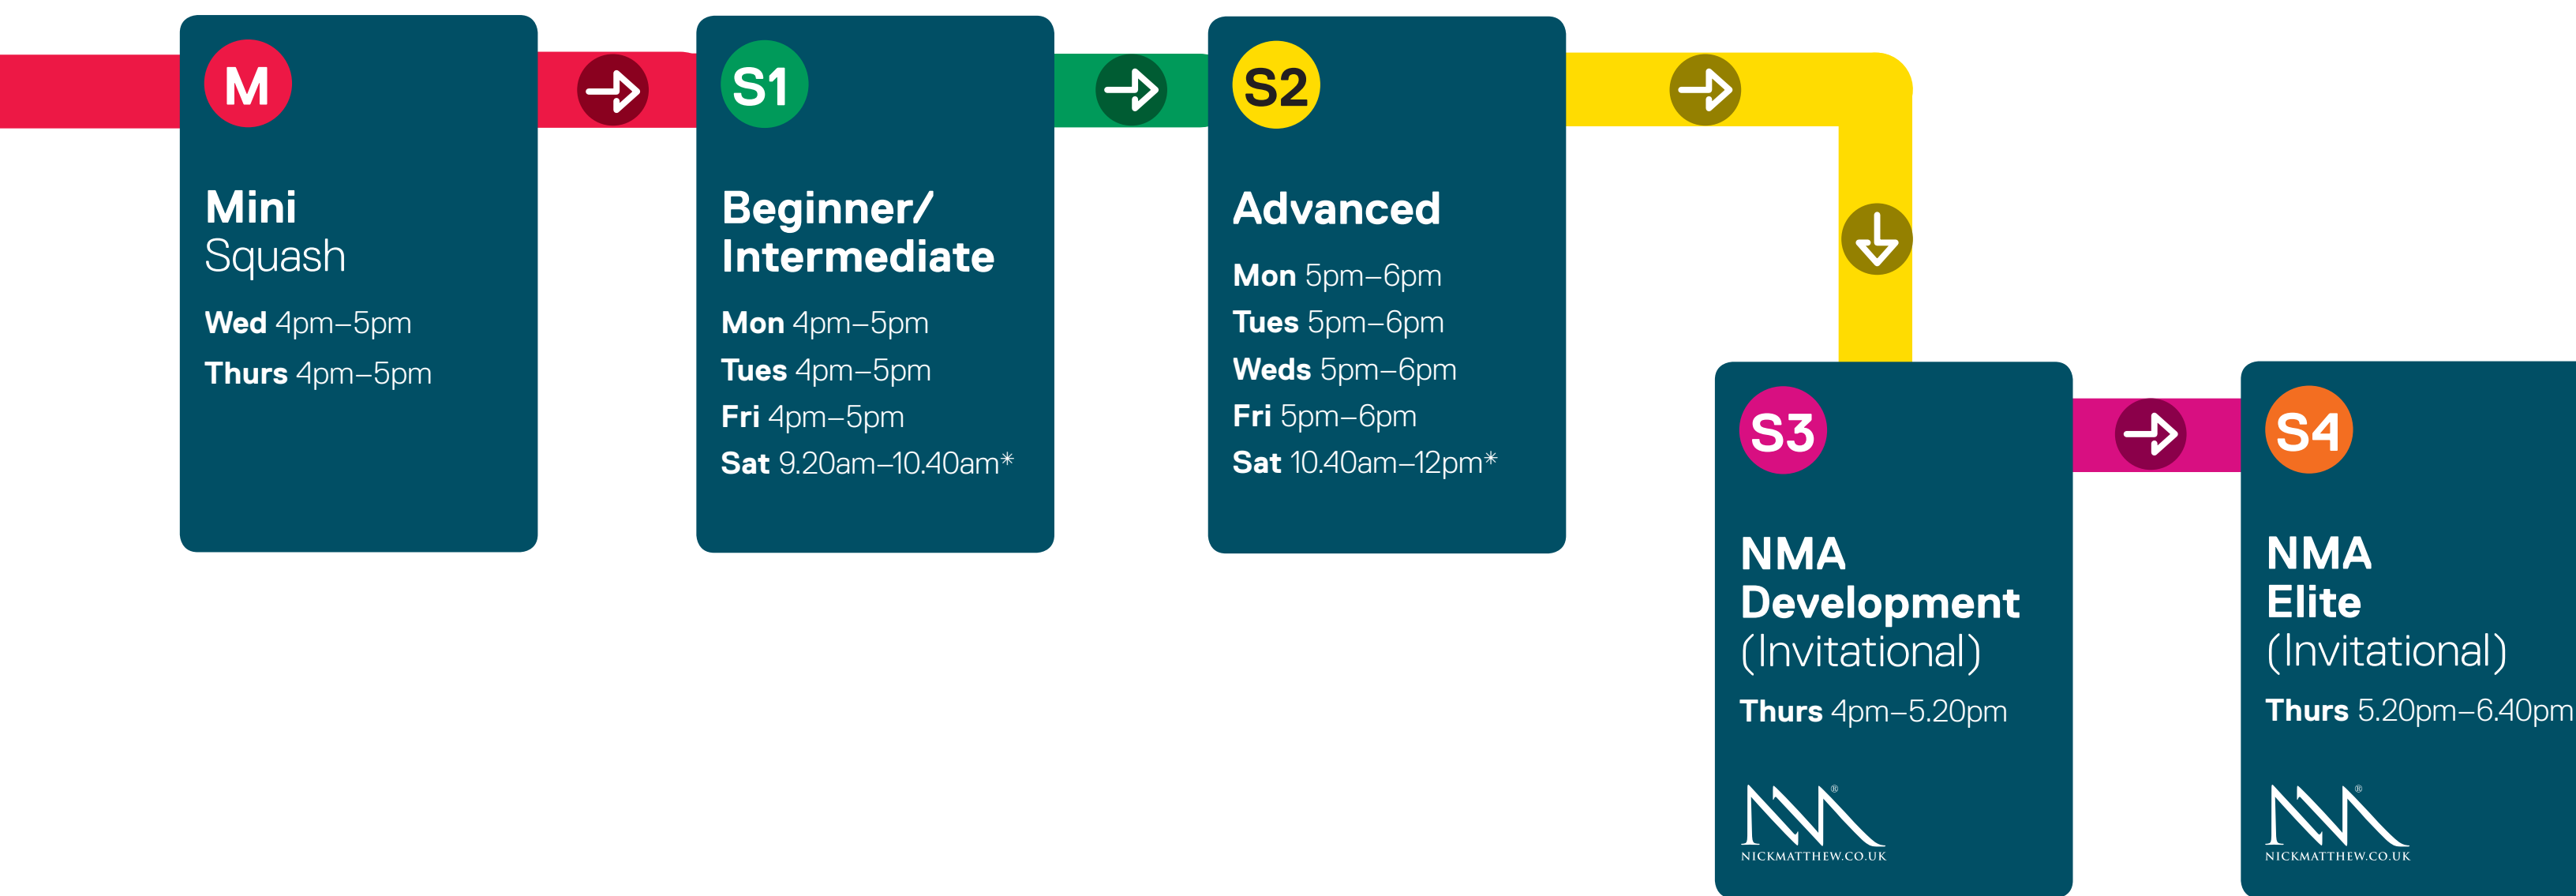 M
Mini
Squash
Wed 4pm–5pm
Thurs 4pm–5pm
S1
Beginner/
Intermediate
Mon 4pm–5pm
Tues 4pm–5pm
Fri 4pm–5pm
Sat 9.20am–10.40am*
S2
Advanced
Mon 5pm–6pm
Tues 5pm–6pm
Weds 5pm–6pm
Fri 5pm–6pm
Sat 10.40am–12pm*
S3
NMA
Development
(Invitational)
Thurs 4pm–5.20pm
NM®
NICKMATTHEW.CO.UK
S4
NMA
Elite
(Invitational)
Thurs 5.20pm–6.40pm
NM®
NICKMATTHEW.CO.UK